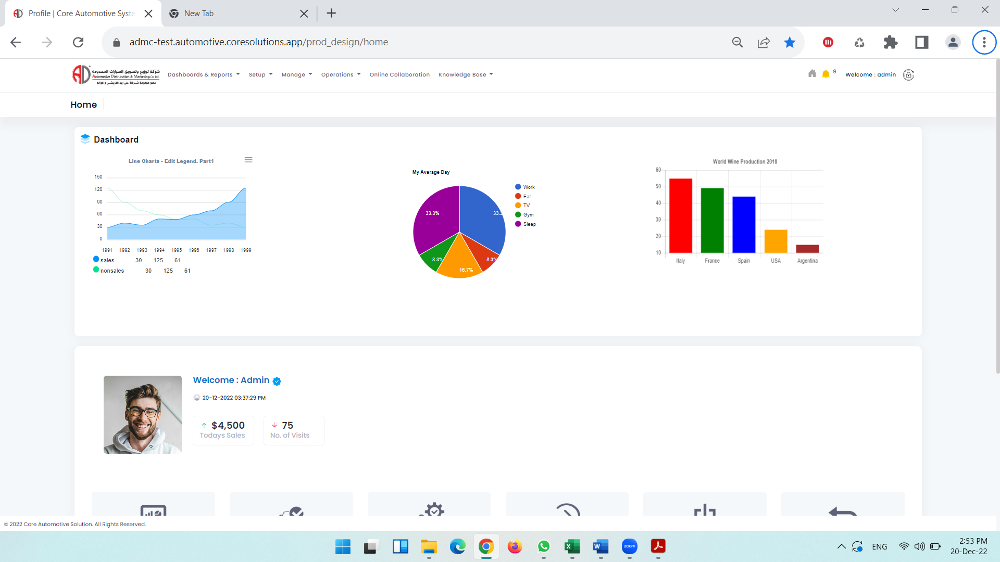 Profile | Core Automotive Syste
New Tab
admc-test.automotive.coresolutions.app/prod_design/home
AD
شركة توزيع وتسويق السيارات المحدودة
Automotive Distribution & Marketing Co. Ltd.
عضو مجموعة شركة علي زيد القريشي واخوانه
Dashboards & Reports
Setup
Manage
Operations
Online Collaboration
Knowledge Base
9
Welcome : admin
Home
Dashboard
Line Charts - Edit Legend. Part1
150
120
90
60
30
0
1991 1992 1993 1994 1995 1996 1997 1998 1999
sales 30 125 61
nonsales 30 125 61
My Average Day
33.3%
33.3
8.3%
8.3%
16.7%
Work
Eat
TV
Gym
Sleep
World Wine Production 2018
60
50
40
30
20
10
Italy France Spain USA Argentina
Welcome : Admin
20-12-2022 03:37:29 PM
$4,500
Todays Sales
75
No. of Visits
© 2022 Core Automotive Solution. All Rights Reserved.
zoom
ENG
2:53 PM
20-Dec-22